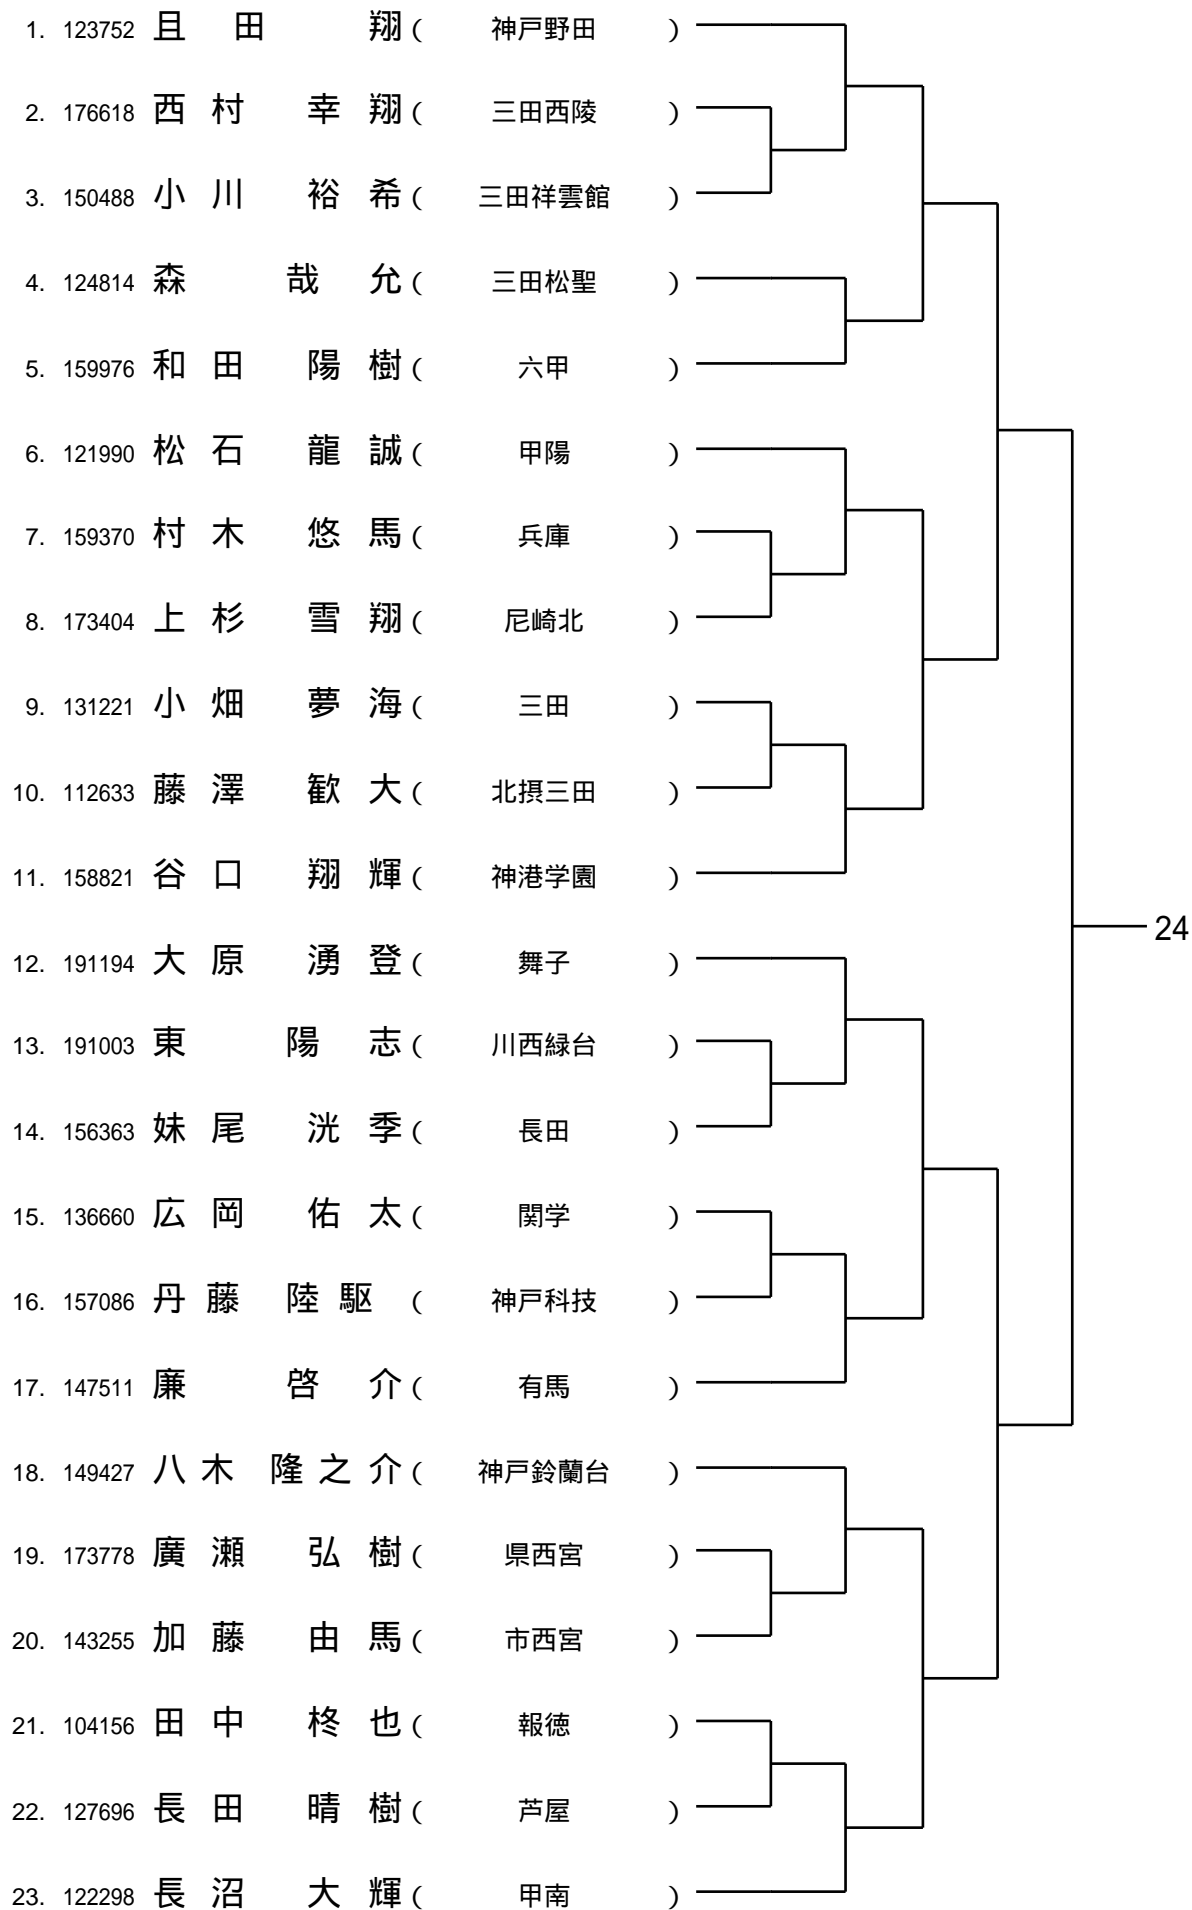 1. 123752 且 田 翔 ( 神戸野田 )
2. 176618 西 村 幸 翔 ( 三田西陵 )
3. 150488 小 川 裕 希 ( 三田祥雲館 )
4. 124814 森 哉 允 ( 三田松聖 )
5. 159976 和 田 陽 樹 ( 六甲 )
6. 121990 松 石 龍 誠 ( 甲陽 )
7. 159370 村 木 悠 馬 ( 兵庫 )
8. 173404 上 杉 雪 翔 ( 尼崎北 )
9. 131221 小 畑 夢 海 ( 三田 )
10. 112633 藤 澤 歓 大 ( 北摂三田 )
11. 158821 谷 口 翔 輝 ( 神港学園 )
24
12. 191194 大 原 湧 登 ( 舞子 )
13. 191003 東 陽 志 ( 川西緑台 )
14. 156363 妹 尾 洸 季 ( 長田 )
15. 136660 広 岡 佑 太 ( 関学 )
16. 157086 丹 藤 陸 駆 ( 神戸科技 )
17. 147511 廉 啓 介 ( 有馬 )
18. 149427 八 木 隆 之 介 ( 神戸鈴蘭台 )
19. 173778 廣 瀬 弘 樹 ( 県西宮 )
20. 143255 加 藤 由 馬 ( 市西宮 )
21. 104156 田 中 柊 也 ( 報徳 )
22. 127696 長 田 晴 樹 ( 芦屋 )
23. 122298 長 沼 大 輝 ( 甲南 )